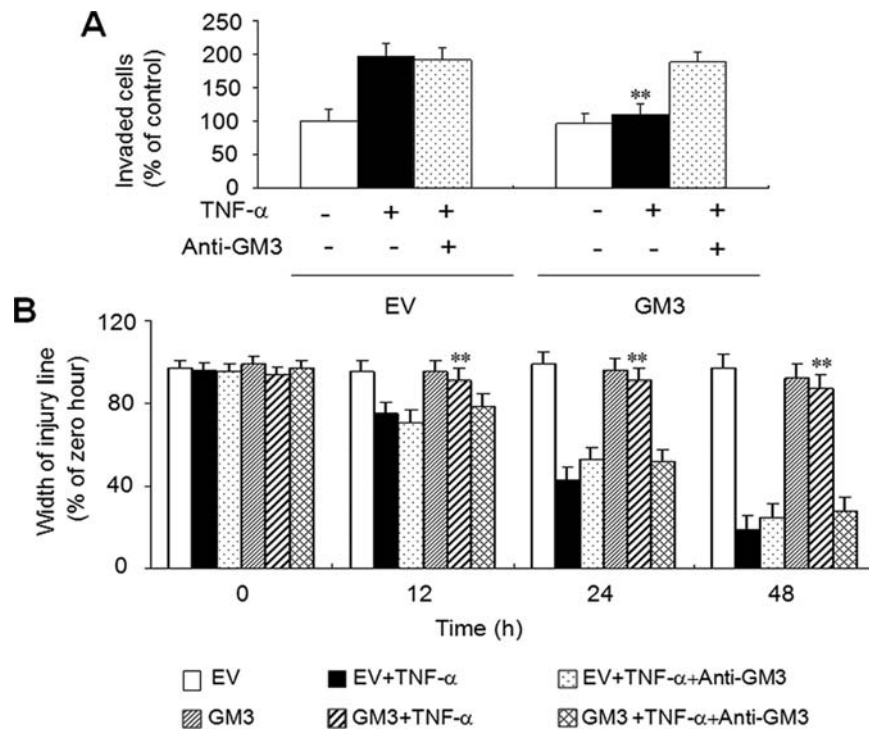 A
Invaded cells
(% of control)
250
200
150
100
50
0
TNF-α - + + - + +
Anti-GM3 - - + - - +
EV GM3
**
B
Width of injury line
(% of zero hour)
120
80
40
0
** ** **
0 12 24 48
Time (h)
EV EV+TNF-α EV+TNF-α+Anti-GM3
GM3 GM3+TNF-α GM3+TNF-α+Anti-GM3